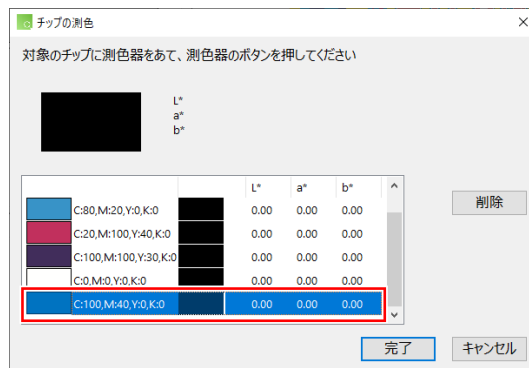 チップの測色
対象のチップに測色器をあて、測色器のボタンを押してください
L*
a*
b*
L* a* b*
C:80,M:20,Y:0,K:0 0.00 0.00 0.00
C:20,M:100,Y:40,K:0 0.00 0.00 0.00
C:100,M:100,Y:30,K:0 0.00 0.00 0.00
C:0,M:0,Y:0,K:0 0.00 0.00 0.00
C:100,M:40,Y:0,K:0 0.00 0.00 0.00
削除
完了 キャンセル